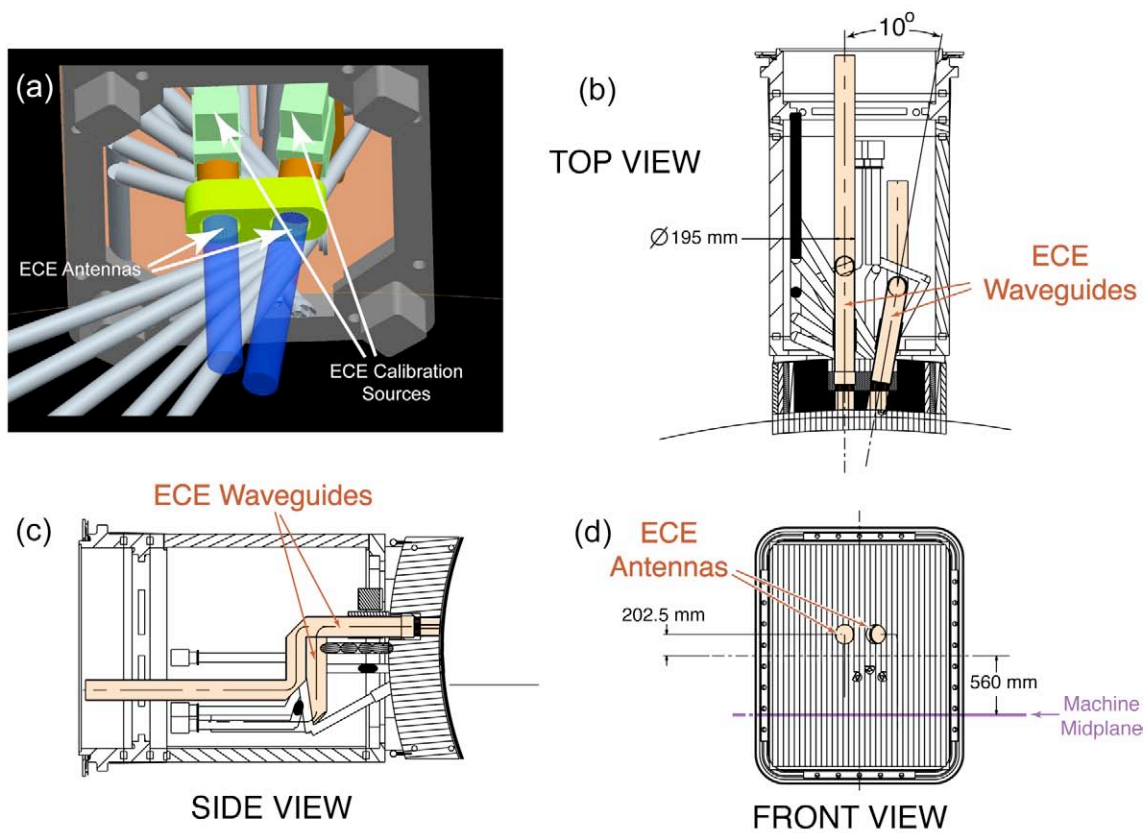 (a)
ECE Antennas
ECE Calibration
Sources
(b)
10°
TOP VIEW
Ø 195 mm
ECE
Waveguides
(c)
ECE Waveguides
SIDE VIEW
(d)
ECE
Antennas
202.5 mm
560 mm
Machine
Midplane
FRONT VIEW